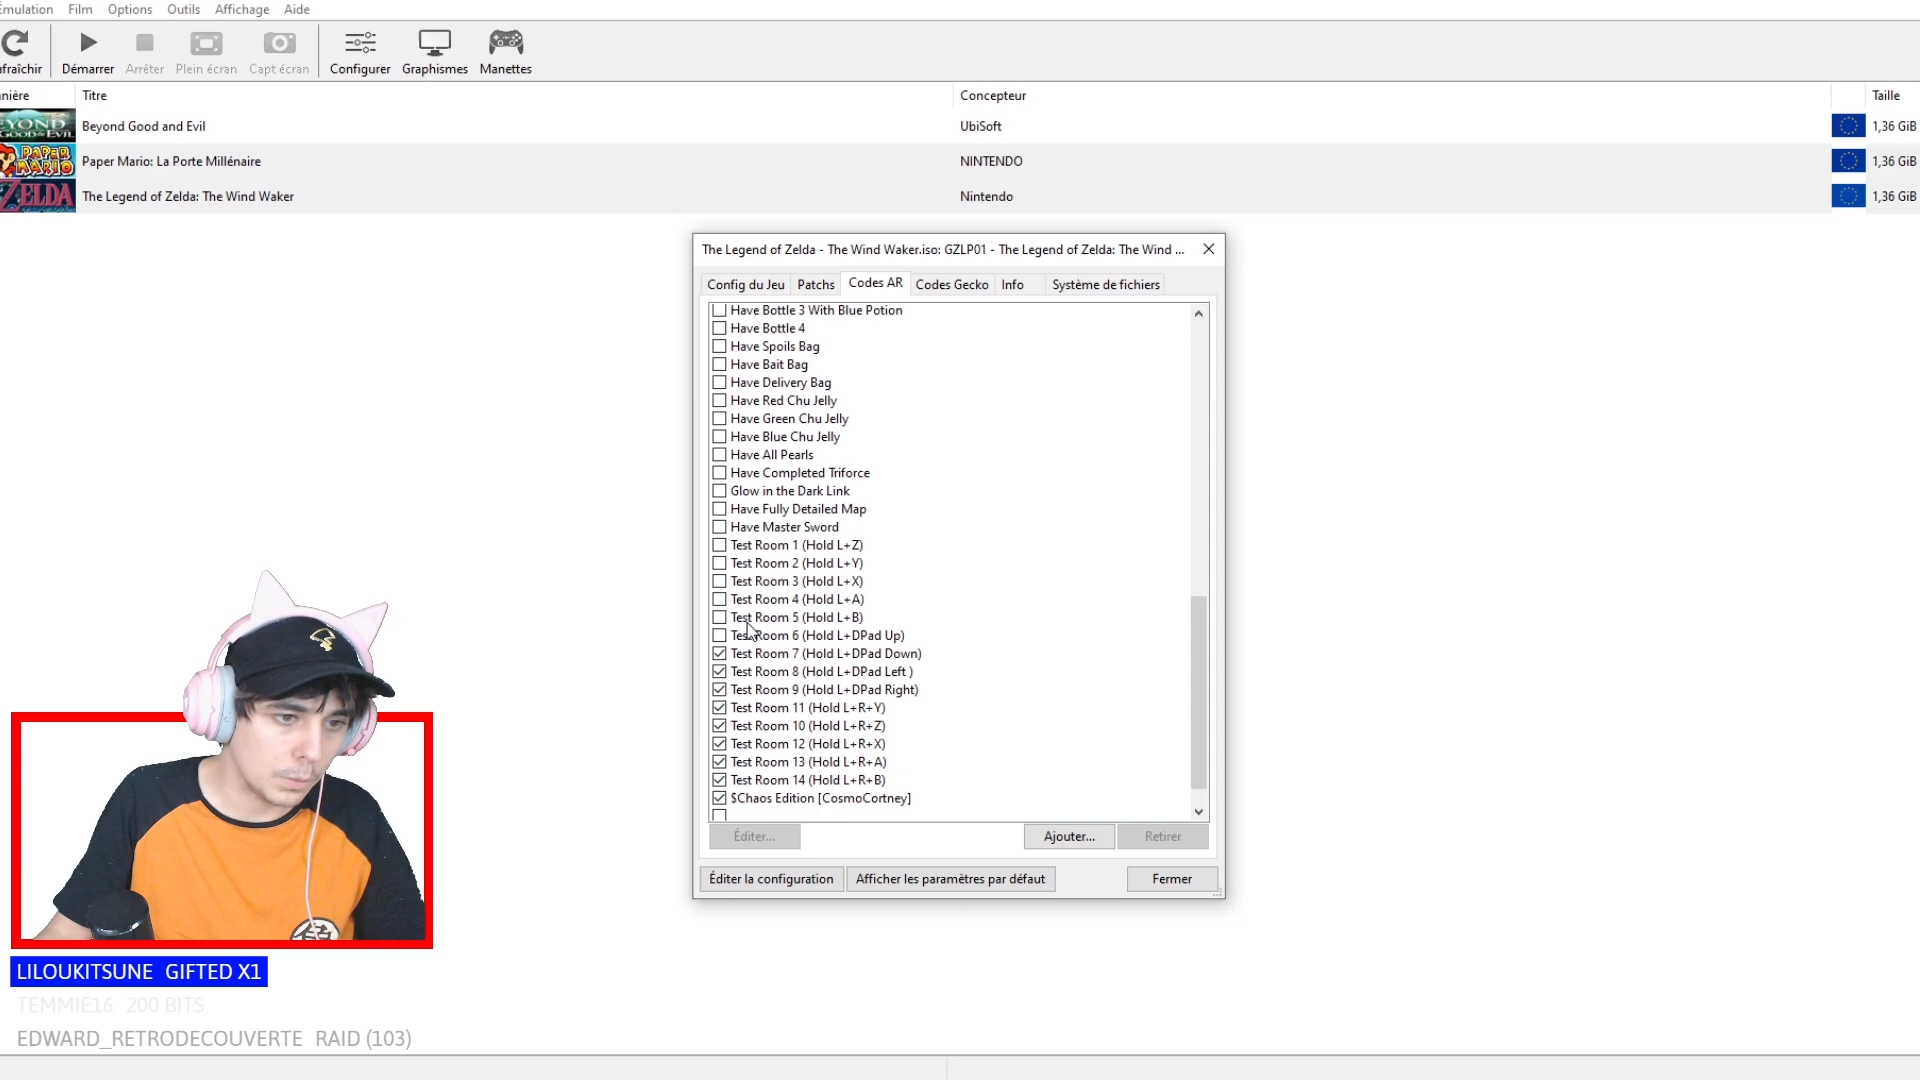 Émulation Film Options Outils Affichage Aide
afraîchir Démarrer Arrêter Plein écran Capt écran Configurer Graphismes Manettes
nière Titre Concepteur Taille
EYOND GOOD & EVIL Beyond Good and Evil UbiSoft 1,36 GiB
PAPER MARIO Paper Mario: La Porte Millénaire NINTENDO 1,36 GiB
ZELDA The Legend of Zelda: The Wind Waker Nintendo 1,36 GiB
The Legend of Zelda - The Wind Waker.iso: GZLP01 - The Legend of Zelda: The Wind ...
Config du Jeu Patchs Codes AR Codes Gecko Info Système de fichiers
Have Bottle 3 With Blue Potion
Have Bottle 4
Have Spoils Bag
Have Bait Bag
Have Delivery Bag
Have Red Chu Jelly
Have Green Chu Jelly
Have Blue Chu Jelly
Have All Pearls
Have Completed Triforce
Glow in the Dark Link
Have Fully Detailed Map
Have Master Sword
Test Room 1 (Hold L+Z)
Test Room 2 (Hold L+Y)
Test Room 3 (Hold L+X)
Test Room 4 (Hold L+A)
Test Room 5 (Hold L+B)
Test Room 6 (Hold L+DPad Up)
Test Room 7 (Hold L+DPad Down)
Test Room 8 (Hold L+DPad Left )
Test Room 9 (Hold L+DPad Right)
Test Room 11 (Hold L+R+Y)
Test Room 10 (Hold L+R+Z)
Test Room 12 (Hold L+R+X)
Test Room 13 (Hold L+R+A)
Test Room 14 (Hold L+R+B)
$Chaos Edition [CosmoCortney]
Éditer... Ajouter... Retirer
Éditer la configuration Afficher les paramètres par défaut Fermer
LILOUKITSUNE GIFTED X1
TEMMIE16 200 BITS
EDWARD_RETRODECOUVERTE RAID (103)